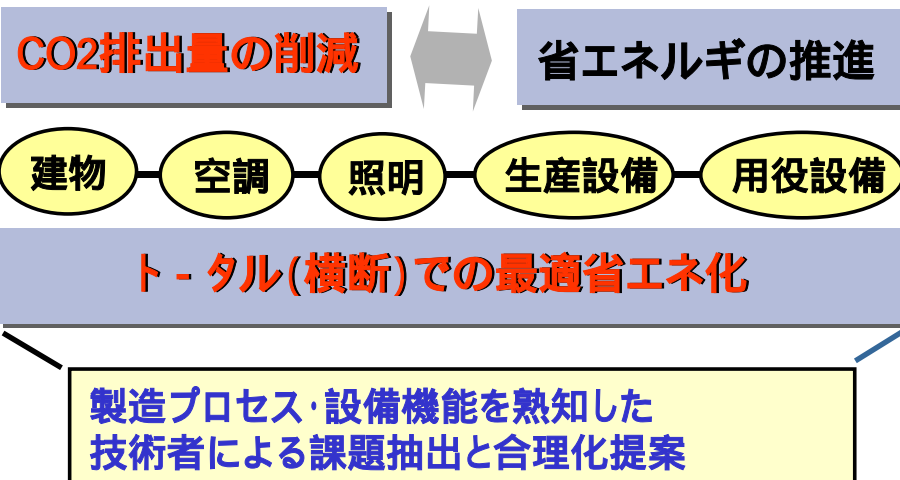 CO2排出量の削減
省エネルギの推進
建物
空調
照明
生産設備
用役設備
ト-タル(横断)での最適省エネ化
製造プロセス・設備機能を熟知した
技術者による課題抽出と合理化提案